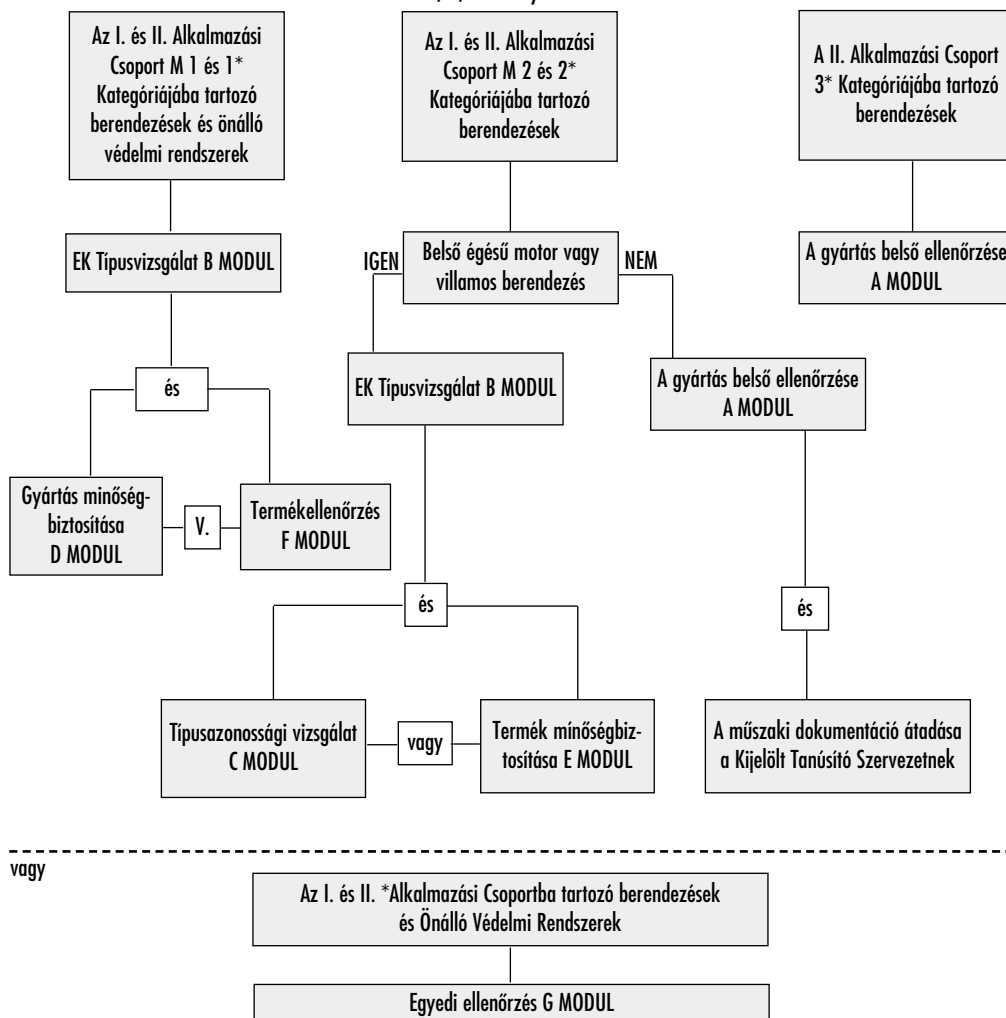 Az I. és II. Alkalmazási
Csoport M 1 és 1*
Kategóriájába tartozó
berendezések és önálló
védelmi rendszerek
Az I. és II. Alkalmazási
Csoport M 2 és 2*
Kategóriájába tartozó
berendezések
A II. Alkalmazási Csoport
3* Kategóriájába tartozó
berendezések
EK Típusvizsgálat B MODUL
IGEN
Belső égésű motor vagy
villamos berendezés
NEM
A gyártás belső ellenőrzése
A MODUL
EK Típusvizsgálat B MODUL
A gyártás belső ellenőrzése
A MODUL
és
Gyártás minőség-
biztosítása
D MODUL
V.
Termékellenőrzés
F MODUL
és
és
Típusazonossági vizsgálat
C MODUL
vagy
Termék mínőségbiz-
tosítása E MODUL
A műszaki dokumentáció átadása
a Kijelölt Tanúsító Szervezetnek
vagy
Az I. és II. *Alkalmazási Csoportba tartozó berendezések
és Önálló Védelmi Rendszerek
Egyedi ellenőrzés G MODUL